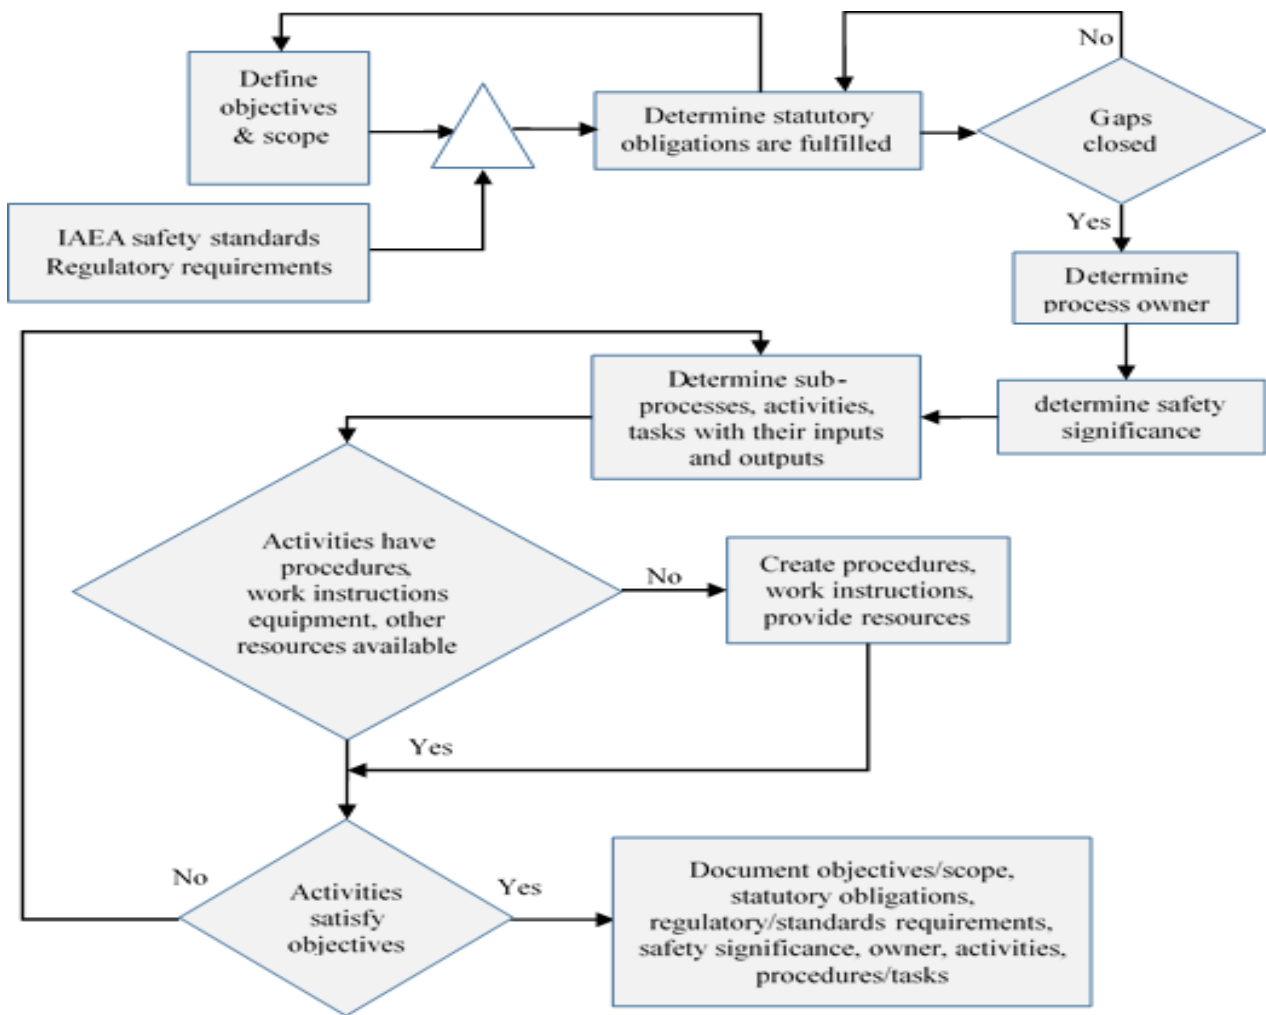 Define
objectives
& scope
Determine statutory
obligations are fulfilled
No
Gaps
closed
IAEA safety standards
Regulatory requirements
Yes
Determine
process owner
determine safety
significance
Determine sub-
processes, activities,
tasks with their inputs
and outputs
Activities have
procedures,
work instructions
equipment, other
resources available
No
Create procedures,
work instructions,
provide resources
Yes
No
Activities
satisfy
objectives
Yes
Document objectives/scope,
statutory obligations,
regulatory/standards requirements,
safety significance, owner, activities,
procedures/tasks